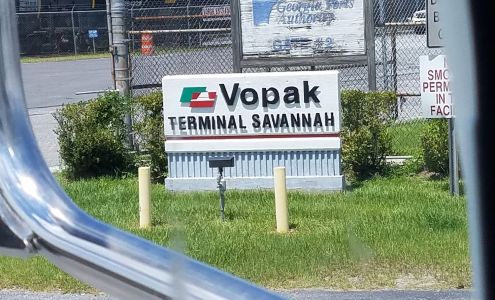 Georgia Ports
Authority
GATE #2
Vopak
TERMINAL SAVANNAH
SMO
PERM
IN T
FAC